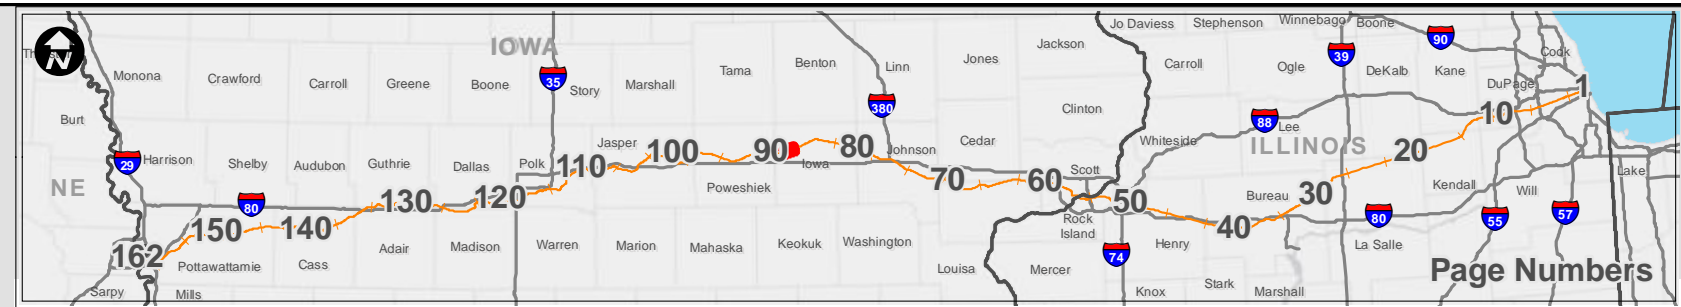 Jo Daviess Stephenson Winnebago Boone
IOWA
Jackson
90
39
Cook
Th
N
Monona Crawford Carroll Greene Boone 35 Story Marshall Tama Benton Linn Jones Carroll Ogle DeKalb Kane
DuPage 1
380
Clinton
10
Burt
88 Lee
Whiteside
ILLINOIS
29 Harrison Shelby Audubon Guthrie Dallas Polk Jasper
110 100 90 80 Iowa Johnson Cedar
20
Scott
Lake
NE
80
130 120 Poweshiek 70 60 50
Bureau 30 Kendall Will
162 150 140
Rock
Island
40
80
55
57
Adair Madison Warren Marion Mahaska Keokuk Washington
Henry
La Salle
74
Pottawattamie Cass
Louisa Mercer
Stark
Page Numbers
Sarpy Mills
Knox Marshall